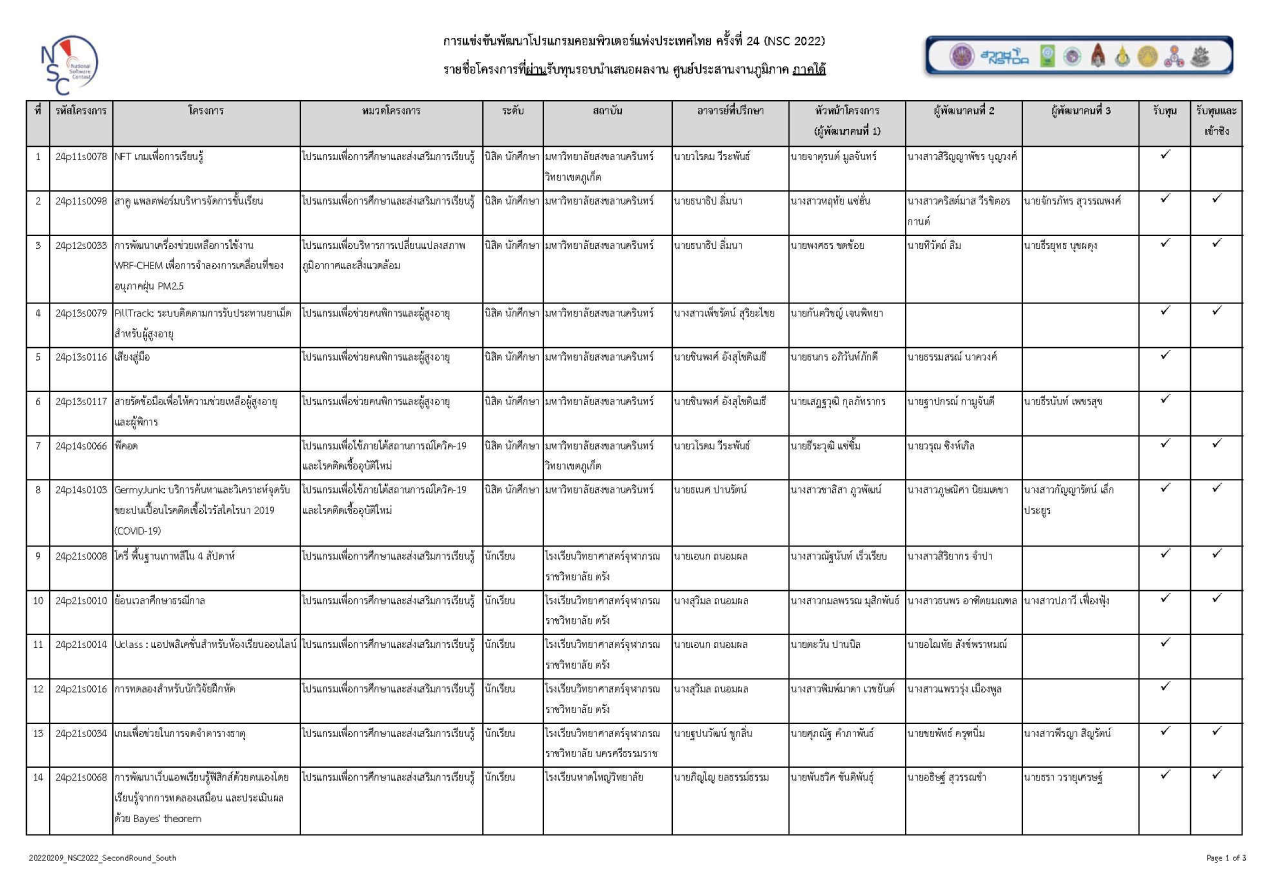 National
Software
Contest
NSC
สวทช
NSTDA
การแข่งขันพัฒนาโปรแกรมคอมพิวเตอร์แห่งประเทศไทย ครั้งที่ 24 (NSC 2022)
รายชื่อโครงการที่ผ่านรับทุนรอบนำเสนอผลงาน ศูนย์ประสานงานภูมิภาค ภาคใต้
ที่ รหัสโครงการ โครงการ หมวดโครงการ ระดับ สถาบัน อาจารย์ที่ปรึกษา หัวหน้าโครงการ ผู้พัฒนาคนที่ 2 ผู้พัฒนาคนที่ 3 รับทุน รับทุนและ
(ผู้พัฒนาคนที่ 1) เข้าชิง
1 24p11s0078 NFT เกมเพื่อการเรียนรู้ โปรแกรมเพื่อการศึกษาและส่งเสริมการเรียนรู้ นิสิต นักศึกษา มหาวิทยาลัยสงขลานครินทร์ นายวโรดม วีระพันธ์ นายจาตุรนต์ มูลจันทร์ นางสาวสิริญญาพัชร บุญวงศ์ ✓
วิทยาเขตภูเก็ต
2 24p11s0098 สาคู แพลตฟอร์มบริหารจัดการชั้นเรียน โปรแกรมเพื่อการศึกษาและส่งเสริมการเรียนรู้ นิสิต นักศึกษา มหาวิทยาลัยสงขลานครินทร์ นายธนาธิป ลิ่มนา นางสาวหฤทัย แซ่ฮั่น นางสาวคริสต์มาส วีรชิตอร นายจักรภัทร สุวรรณพงศ์ ✓ ✓
กานต์
3 24p12s0033 การพัฒนาเครื่องช่วยเหลือการใช้งาน โปรแกรมเพื่อบริหารการเปลี่ยนแปลงสภาพ นิสิต นักศึกษา มหาวิทยาลัยสงขลานครินทร์ นายธนาธิป ลิ่มนา นายพงศธร ขดช้อย นายทีวัตถ์ สิม นายธีรยุทธ นุชผดุง ✓ ✓
WRF-CHEM เพื่อการจำลองการเคลื่อนที่ของ ภูมิอากาศและสิ่งแวดล้อม
อนุภาคฝุ่น PM2.5
4 24p13s0079 PillTrack: ระบบติดตามการรับประทานยาเม็ด โปรแกรมเพื่อช่วยคนพิการและผู้สูงอายุ นิสิต นักศึกษา มหาวิทยาลัยสงขลานครินทร์ นางสาวเพ็ชรัตน์ สุริยะไชย นายกันตวิชญ์ เจนพิทยา ✓ ✓
สำหรับผู้สูงอายุ
5 24p13s0116 เสียงสู่มือ โปรแกรมเพื่อช่วยคนพิการและผู้สูงอายุ นิสิต นักศึกษา มหาวิทยาลัยสงขลานครินทร์ นายชินพงศ์ อังสุโชติเมธี นายธนกร อภิวันท์ภักดี นายธรรมสรณ์ นาควงศ์ ✓
6 24p13s0117 สายรัดข้อมือเพื่อให้ความช่วยเหลือผู้สูงอายุ โปรแกรมเพื่อช่วยคนพิการและผู้สูงอายุ นิสิต นักศึกษา มหาวิทยาลัยสงขลานครินทร์ นายชินพงศ์ อังสุโชติเมธี นายเสฏฐวุฒิ กุลภัทรากร นายฐาปกรณ์ กามูจันดี นายธีรนันท์ เพชรสุข ✓
และผู้พิการ
7 24p14s0066 พีคอด โปรแกรมเพื่อใช้ภายใต้สถานการณ์โควิค-19 นิสิต นักศึกษา มหาวิทยาลัยสงขลานครินทร์ นายวโรดม วีระพันธ์ นายธีระวุฒิ แซ่ซิ้ม นายวรุณ ชิงห์เกิล ✓ ✓
และโรคติดเชื้ออุบัติใหม่ วิทยาเขตภูเก็ต
8 24p14s0103 GermyJunk: บริการค้นหาและวิเคราะห์จุดรับ โปรแกรมเพื่อใช้ภายใต้สถานการณ์โควิค-19 นิสิต นักศึกษา มหาวิทยาลัยสงขลานครินทร์ นายธเนศ ปานรัตน์ นางสาวชาลิสา ภูวพัฒน์ นางสาวภูษณิศา นิยมเดชา นางสาวกัญญารัตน์ เล็ก ✓ ✓
ขยะปนเปื้อนโรคติดเชื้อไวรัสโคโรนา 2019 และโรคติดเชื้ออุบัติใหม่ ประยูร
(COVID-19)
9 24p21s0008 โครี่ พื้นฐานเกาหลีใน 4 สัปดาห์ โปรแกรมเพื่อการศึกษาและส่งเสริมการเรียนรู้ นักเรียน โรงเรียนวิทยาศาสตร์จุฬาภรณ นายเอนก ถนอมผล นางสาวณัฐนันท์ เร็วเรียบ นางสาวสิริยากร จำปา ✓ ✓
ราชวิทยาลัย ตรัง
10 24p21s0010 ย้อนเวลาศึกษาธรณีกาล โปรแกรมเพื่อการศึกษาและส่งเสริมการเรียนรู้ นักเรียน โรงเรียนวิทยาศาสตร์จุฬาภรณ นางสุวิมล ถนอมผล นางสาวกมลพรรณ มุสิกพันธ์ นางสาวธนพร อาทิตยมณฑล นางสาวปภาวี เฟื่องฟุ้ง ✓ ✓
ราชวิทยาลัย ตรัง
11 24p21s0014 Uclass : แอปพลิเคชั่นสำหรับห้องเรียนออนไลน์ โปรแกรมเพื่อการศึกษาและส่งเสริมการเรียนรู้ นักเรียน โรงเรียนวิทยาศาสตร์จุฬาภรณ นายเอนก ถนอมผล นายตะวัน ปานนิล นายอโณทัย สังข์พราหมณ์ ✓
ราชวิทยาลัย ตรัง
12 24p21s0016 การทดลองสำหรับนักวิจัยฝึกหัด โปรแกรมเพื่อการศึกษาและส่งเสริมการเรียนรู้ นักเรียน โรงเรียนวิทยาศาสตร์จุฬาภรณ นางสุวิมล ถนอมผล นางสาวพิมพ์มาดา เวชยันต์ นางสาวแพรวรุ่ง เมืองพูล ✓
ราชวิทยาลัย ตรัง
13 24p21s0034 เกมเพื่อช่วยในการจดจำตารางธาตุ โปรแกรมเพื่อการศึกษาและส่งเสริมการเรียนรู้ นักเรียน โรงเรียนวิทยาศาสตร์จุฬาภรณ นายฐปนวัฒน์ ชูกลิ่น นายศุภณัฐ คำภาพันธ์ นายชยพัทธ์ ครุฑนิ่ม นางสาวพีรญา สิญรัตน์ ✓ ✓
ราชวิทยาลัย นครศรีธรรมราช
14 24p21s0068 การพัฒนาเว็บแอพเรียนรู้ฟิสิกส์ด้วยตนเองโดย โปรแกรมเพื่อการศึกษาและส่งเสริมการเรียนรู้ นักเรียน โรงเรียนหาดใหญ่วิทยาลัย นายภิญโญ ยลธรรม์ธรรม นายพันธวิศ ขันติพันธุ์ นายอธิษฐ์ สุวรรณขำ นายธรา วรายุเศรษฐ์ ✓ ✓
เรียนรู้จากการทดลองเสมือน และประเมินผล
ด้วย Bayes' theorem
20220209_NSC2022_SecondRound_South Page 1 of 3